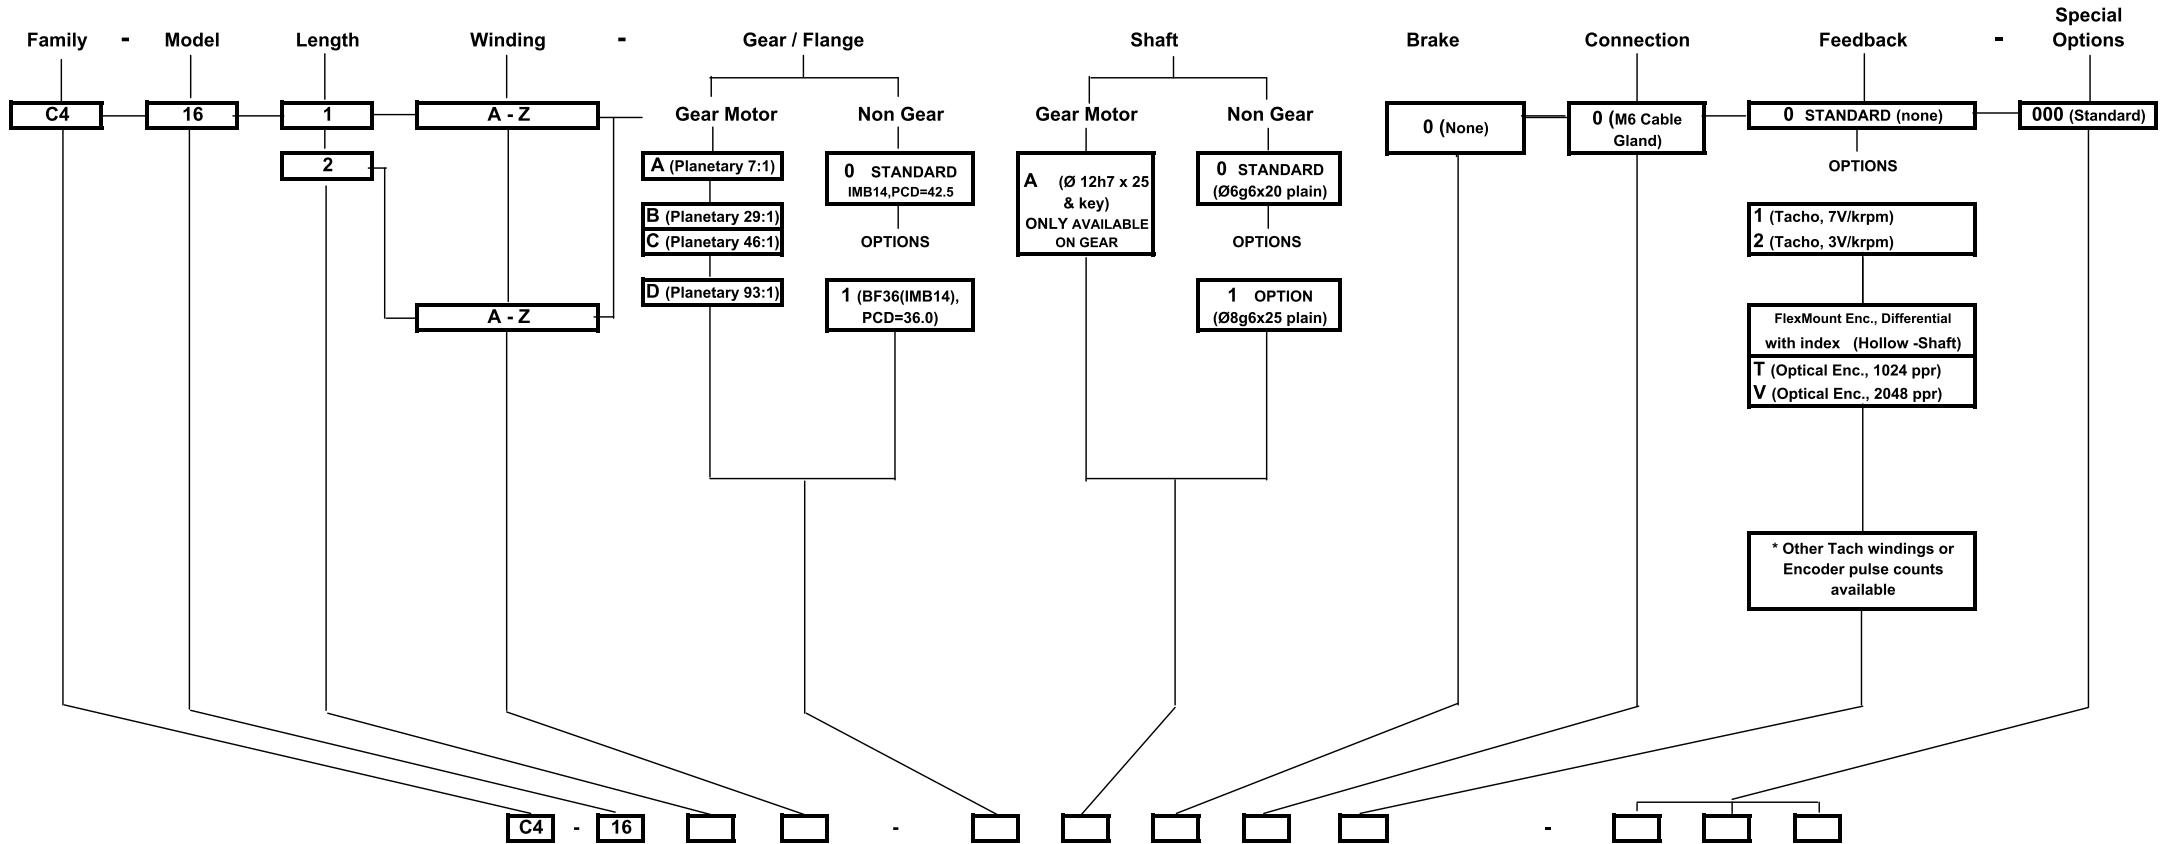 Family - Model Length Winding - Gear / Flange Shaft Brake Connection Feedback - Special
Options
C4 16 1 A - Z
2
A - Z
Gear Motor
A (Planetary 7:1)
B (Planetary 29:1)
C (Planetary 46:1)
D (Planetary 93:1)
Non Gear
0 STANDARD
IMB14,PCD=42.5
OPTIONS
1 (BF36(IMB14),
PCD=36.0)
Gear Motor
A (Ø 12h7 x 25
& key)
ONLY AVAILABLE
ON GEAR
Non Gear
0 STANDARD
(Ø6g6x20 plain)
OPTIONS
1 OPTION
(Ø8g6x25 plain)
0 (None)
0 (M6 Cable
Gland)
0 STANDARD (none)
OPTIONS
1 (Tacho, 7V/krpm)
2 (Tacho, 3V/krpm)
FlexMount Enc., Differential
with index (Hollow -Shaft)
T (Optical Enc., 1024 ppr)
V (Optical Enc., 2048 ppr)
* Other Tach windings or
Encoder pulse counts
available
000 (Standard)
C4 - 16 - -